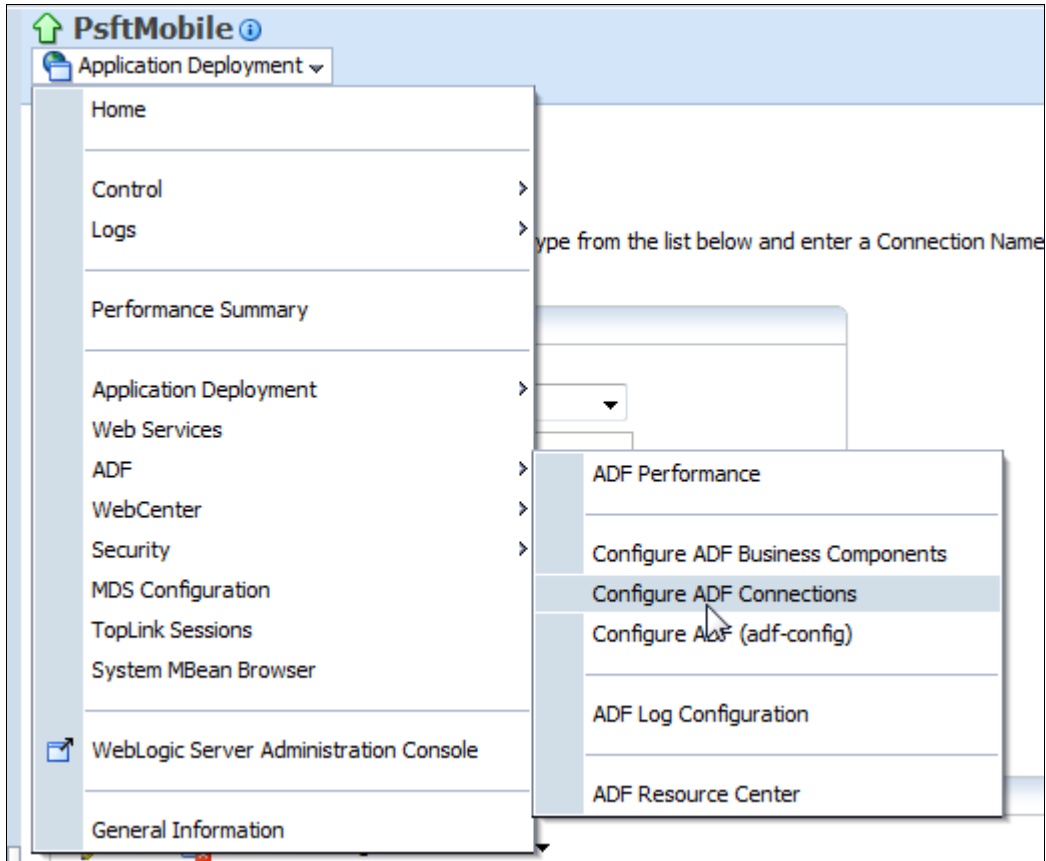 PsftMobile
Application Deployment
Home
Control
Logs
ype from the list below and enter a Connection Name
Performance Summary
Application Deployment
Web Services
ADF
WebCenter
Security
MDS Configuration
TopLink Sessions
System MBean Browser
WebLogic Server Administration Console
General Information
ADF Performance
Configure ADF Business Components
Configure ADF Connections
Configure ADF (adf-config)
ADF Log Configuration
ADF Resource Center